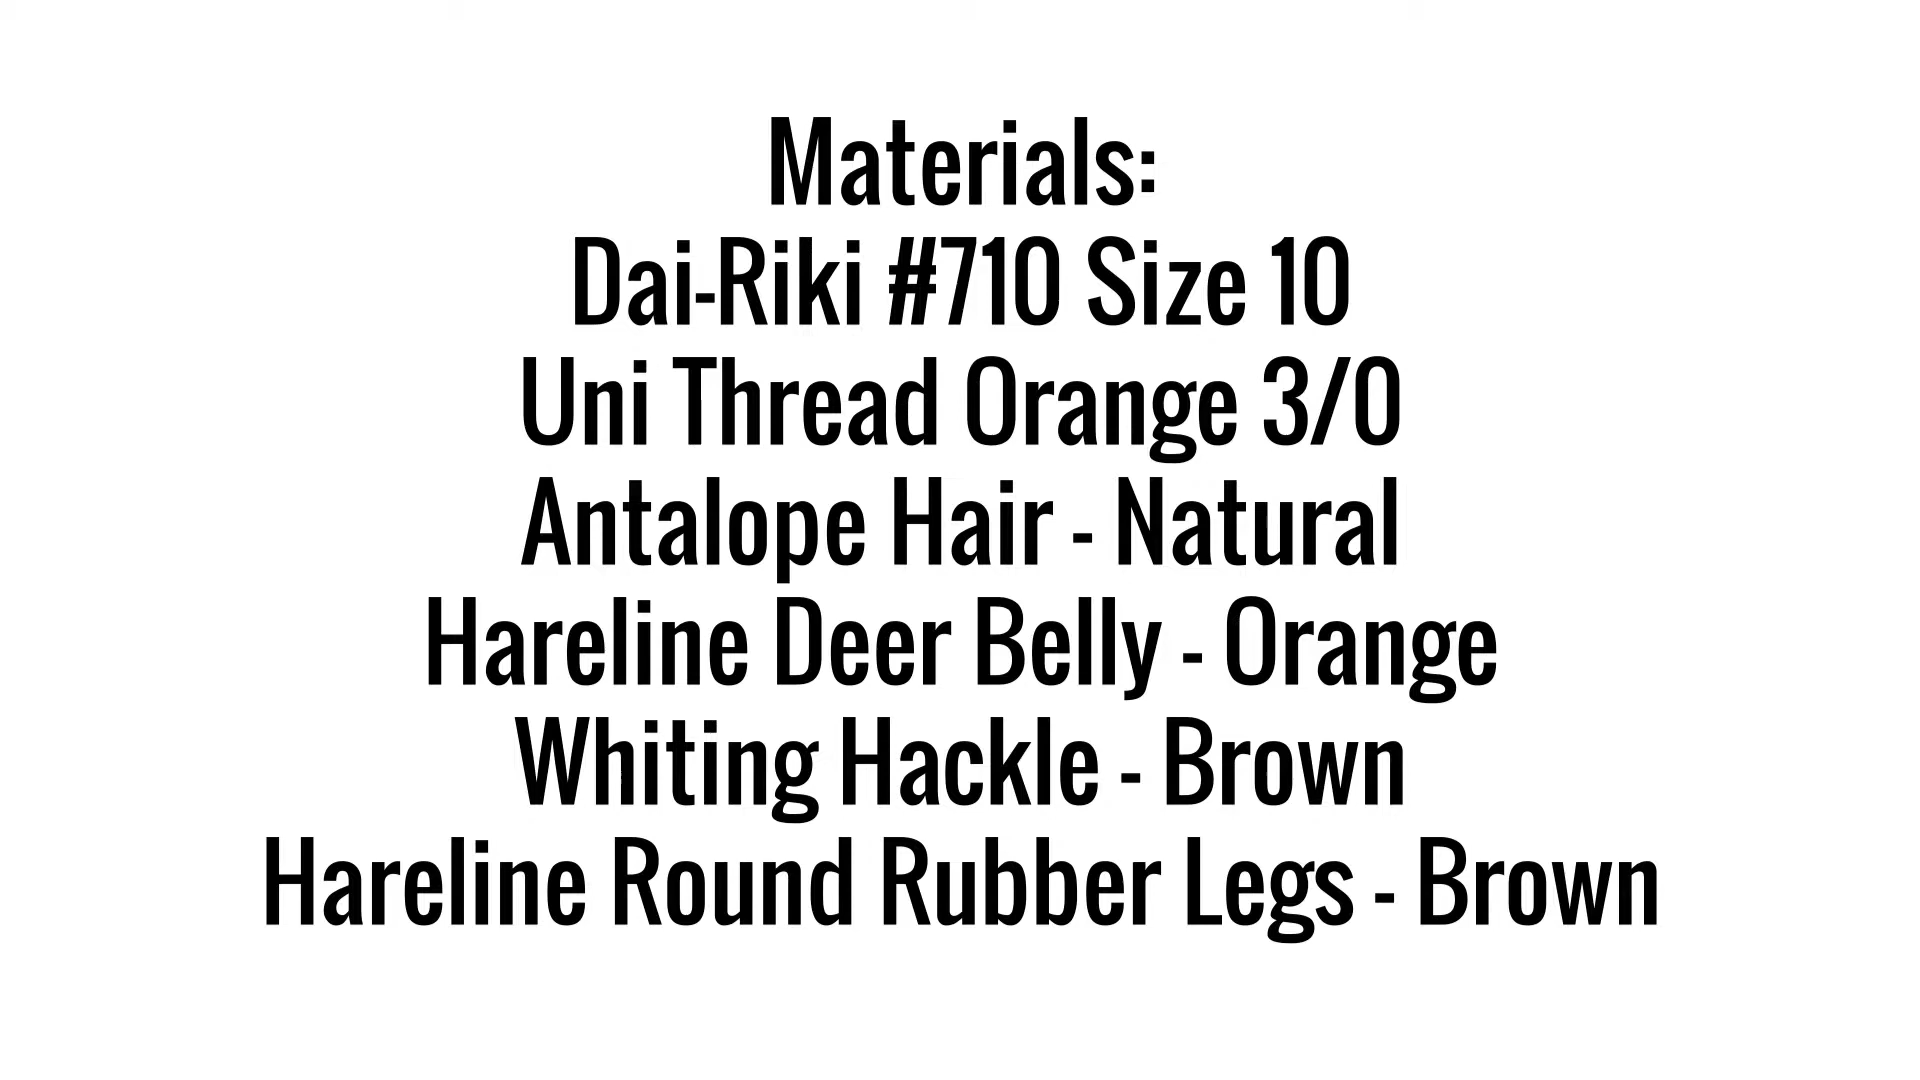 Materials:
Dai-Riki #710 Size 10
Uni Thread Orange 3/0
Antalope Hair - Natural
Hareline Deer Belly - Orange
Whiting Hackle - Brown
Hareline Round Rubber Legs - Brown